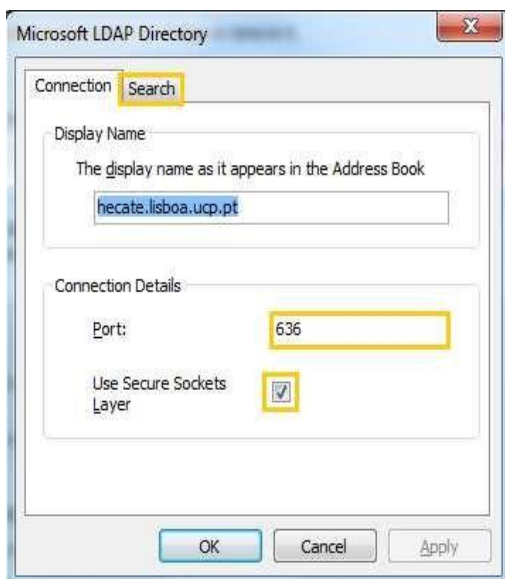 Microsoft LDAP Directory
Connection Search
Display Name
The display name as it appears in the Address Book
hecate.lisboa.ucp.pt
Connection Details
Port: 636
Use Secure Sockets
Layer
OK Cancel Apply